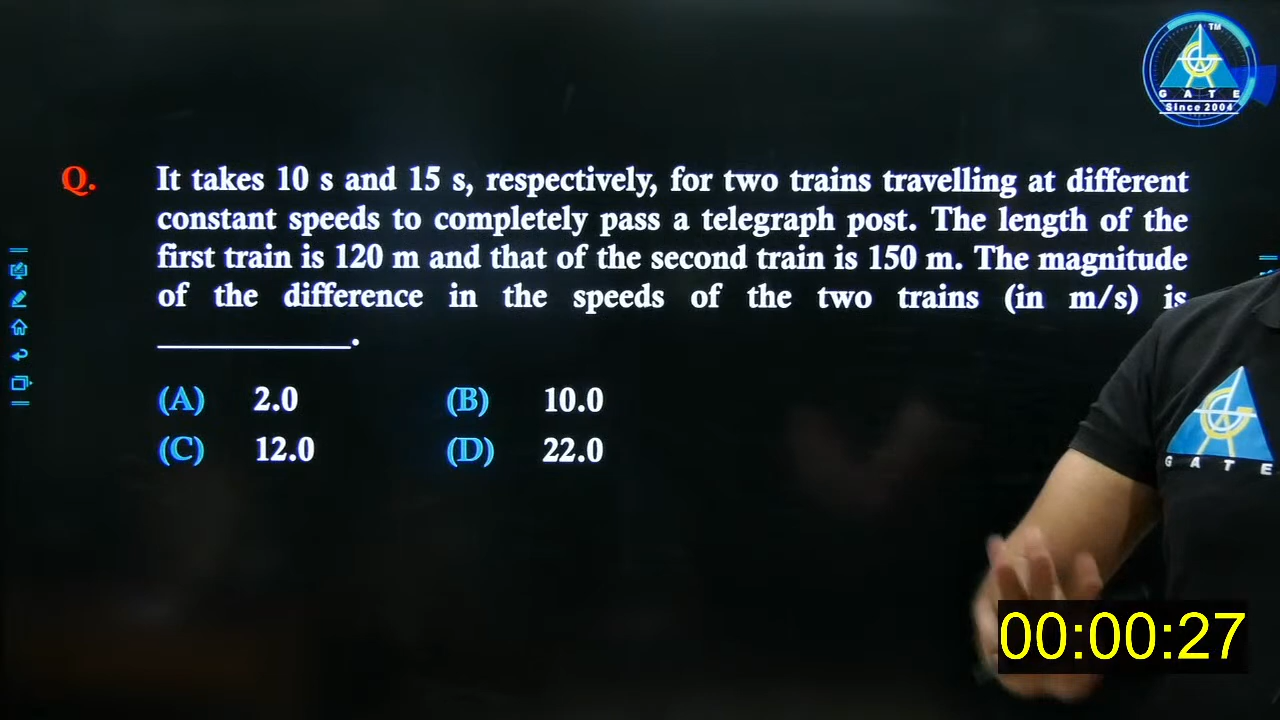 TM
G A T E
Since 2004
Q. It takes 10 s and 15 s, respectively, for two trains travelling at different
constant speeds to completely pass a telegraph post. The length of the
first train is 120 m and that of the second train is 150 m. The magnitude
of the difference in the speeds of the two trains (in m/s) is
____________.
(A) 2.0 (B) 10.0
(C) 12.0 (D) 22.0
G A T E
00:00:27